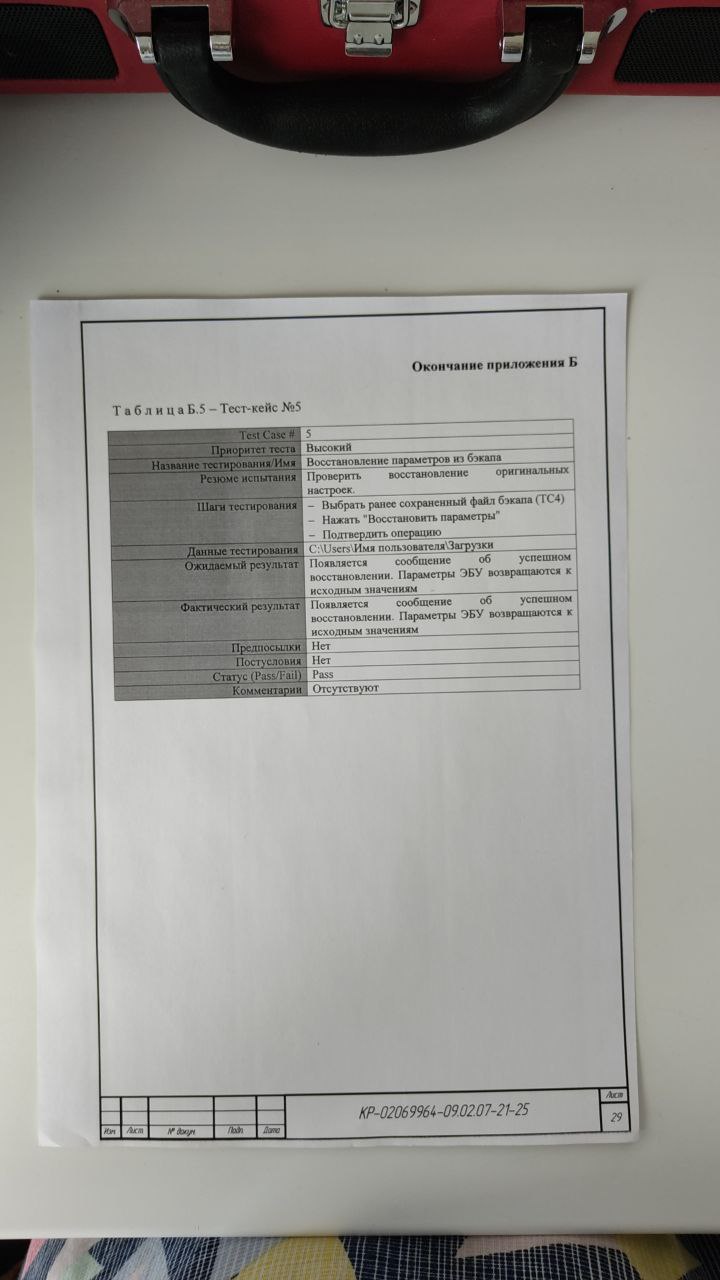 Окончание приложения Б
Т а б л и ц а Б.5 – Тест-кейс №5
Test Case # 5
Приоритет теста Высокий
Название тестирования/Имя Восстановление параметров из бэкапа
Резюме испытания Проверить восстановление оригинальных
настроек.
Шаги тестирования – Выбрать ранее сохраненный файл бэкапа (ТС4)
– Нажать "Восстановить параметры"
– Подтвердить операцию
Данные тестирования C:\Users\Имя пользователя\Загрузки
Ожидаемый результат Появляется сообщение об успешном
восстановлении. Параметры ЭБУ возвращаются к
исходным значениям
Фактический результат Появляется сообщение об успешном
восстановлении. Параметры ЭБУ возвращаются к
исходным значениям
Предпосылки Нет
Постусловия Нет
Статус (Pass/Fail) Pass
Комментарии Отсутствуют
КР-02069964-09.02.07-21-25
Лист
29
Изм. Лист № докум. Подп. Дата